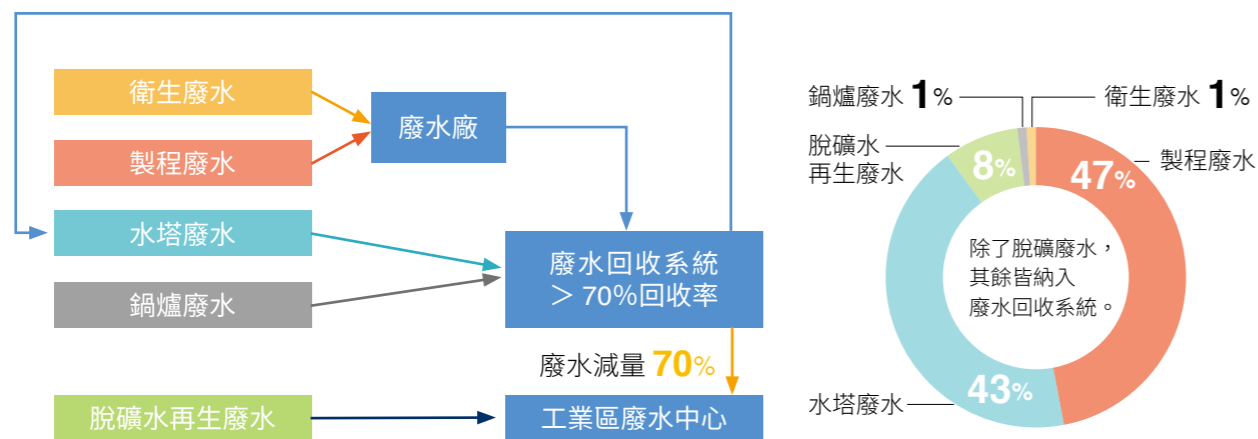 衛生廢水
製程廢水
水塔廢水
鍋爐廢水
脫礦水再生廢水
廢水廠
廢水回收系統
＞70%回收率
廢水減量 70%
工業區廢水中心
鍋爐廢水 1%
衛生廢水 1%
脫礦水
再生廢水
8%
47%
製程廢水
除了脫礦廢水，
其餘皆納入
廢水回收系統。
43%
水塔廢水